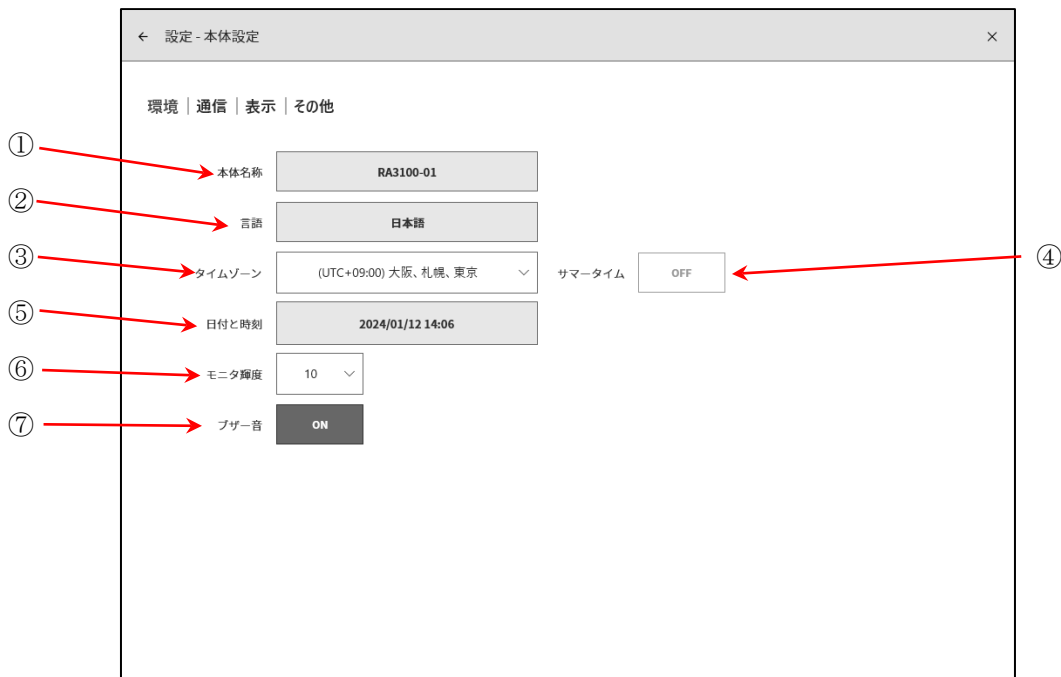 ← 設定 - 本体設定 ×
環境 | 通信 | 表示 | その他
① 本体名称 RA3100-01
② 言語 日本語
③ タイムゾーン (UTC+09:00) 大阪、札幌、東京 サマータイム OFF ④
⑤ 日付と時刻 2024/01/12 14:06
⑥ モニタ輝度 10
⑦ ブザー音 ON